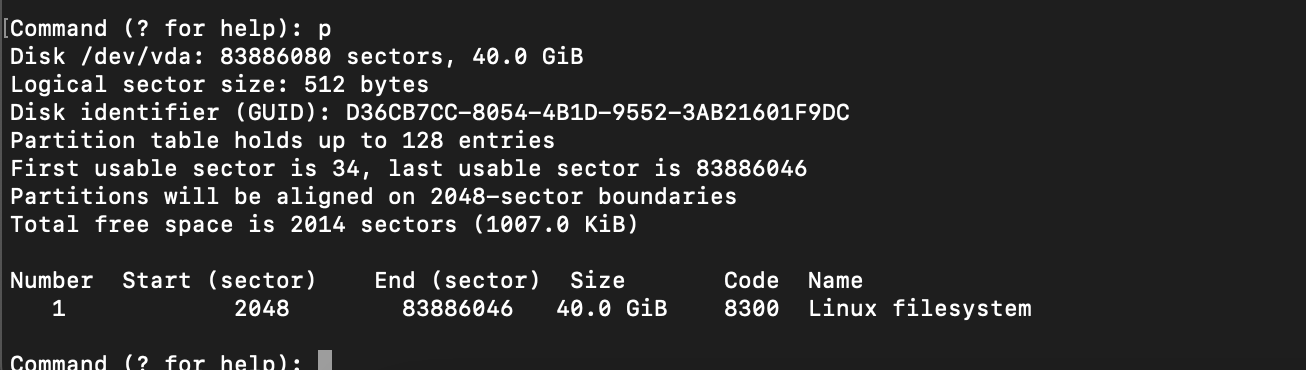 [Command (? for help): p
Disk /dev/vda: 83886080 sectors, 40.0 GiB
Logical sector size: 512 bytes
Disk identifier (GUID): D36CB7CC-8054-4B1D-9552-3AB21601F9DC
Partition table holds up to 128 entries
First usable sector is 34, last usable sector is 83886046
Partitions will be aligned on 2048-sector boundaries
Total free space is 2014 sectors (1007.0 KiB)
Number  Start (sector)    End (sector)  Size       Code  Name
   1            2048        83886046   40.0 GiB    8300  Linux filesystem
Command (? for help):